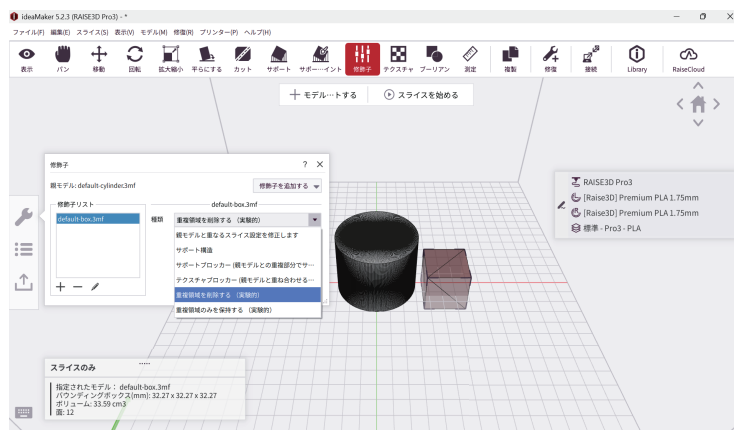 ideaMaker 5.2.3 (RAISE3D Pro3) - *
ファイル(F) 編集(E) スライス(S) 表示(V) モデル(M) 修復(R) プリンター(P) ヘルプ(H)
表示 パン 移動 回転 拡大縮小 平らにする カット サポート サポー…イント 修飾子 テクスチャ ブーリアン 測定 複製 修復 接続 Library RaiseCloud
モデル…トする スライスを始める
修飾子 ? ×
親モデル: default-cylinder.3mf 修飾子を追加する
修飾子リスト default-box.3mf
default-box.3mf 種類 重複領域を削除する (実験的)
親モデルと重なるスライス設定を修正します
サポート構造
サポートブロッカー (親モデルとの重複部分でサ…
テクスチャブロッカー (親モデルと重ね合わせる…
重複領域を削除する (実験的)
重複領域のみを保持する (実験的)
RAISE3D Pro3
[Raise3D] Premium PLA 1.75mm
[Raise3D] Premium PLA 1.75mm
標準 - Pro3 - PLA
スライスのみ
指定されたモデル： default-box.3mf
バウンディングボックス(mm): 32.27 x 32.27 x 32.27
ボリューム: 33.59 cm3
面: 12